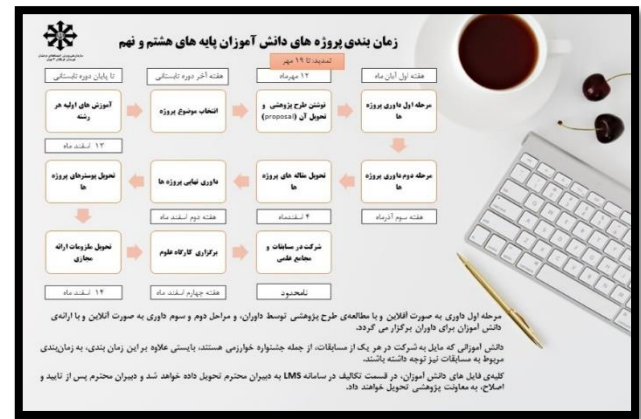 زمان بندی پروژه های دانش آموزان پایه های هشتم و نهم
تمدید: تا ۱۹ مهر
هفته اول آبان ماه
۱۲ مهرماه
هفته آخر دوره تابستانی
تا پایان دوره تابستانی
مرحله اول داوری پروژه
ها
نوشتن طرح پژوهشی و
تحویل آن (proposal)
انتخاب موضوع پروژه
آموزش های اولیه هر
رشته
۱۳ اسفند ماه
مرحله دوم داوری پروژه
ها
تحویل مقاله های پروژه
ها
داوری نهایی پروژه ها
تحویل پوسترهای پروژه
ها
هفته سوم آذرماه
۴ اسفندماه
هفته دوم اسفند ماه
شرکت در مسابقات و
مجامع علمی
برگزاری کارگاه علوم
تحویل ملزومات ارائه
مجازی
نامحدود
هفته چهارم اسفند ماه
۱۴ اسفند ماه
مرحله اول داوری به صورت آفلاین و با مطالعه‌ی طرح پژوهشی توسط داوران، و مراحل دوم و سوم داوری به صورت آنلاین و با ارائه‌ی
دانش آموزان برای داوران برگزار می گردد.
دانش آموزانی که مایل به شرکت در هر یک از مسابقات، از جمله جشنواره خوارزمی هستند، بایستی علاوه بر این زمان بندی، به زمان‌بندی
مربوط به مسابقات نیز توجه داشته باشند.
کلیه‌ی فایل های دانش آموزان، در قسمت تکالیف در سامانه LMS به دبیران محترم تحویل داده خواهد شد و دبیران محترم پس از تایید و
اصلاح، به معاونت پژوهشی تحویل خواهند داد.